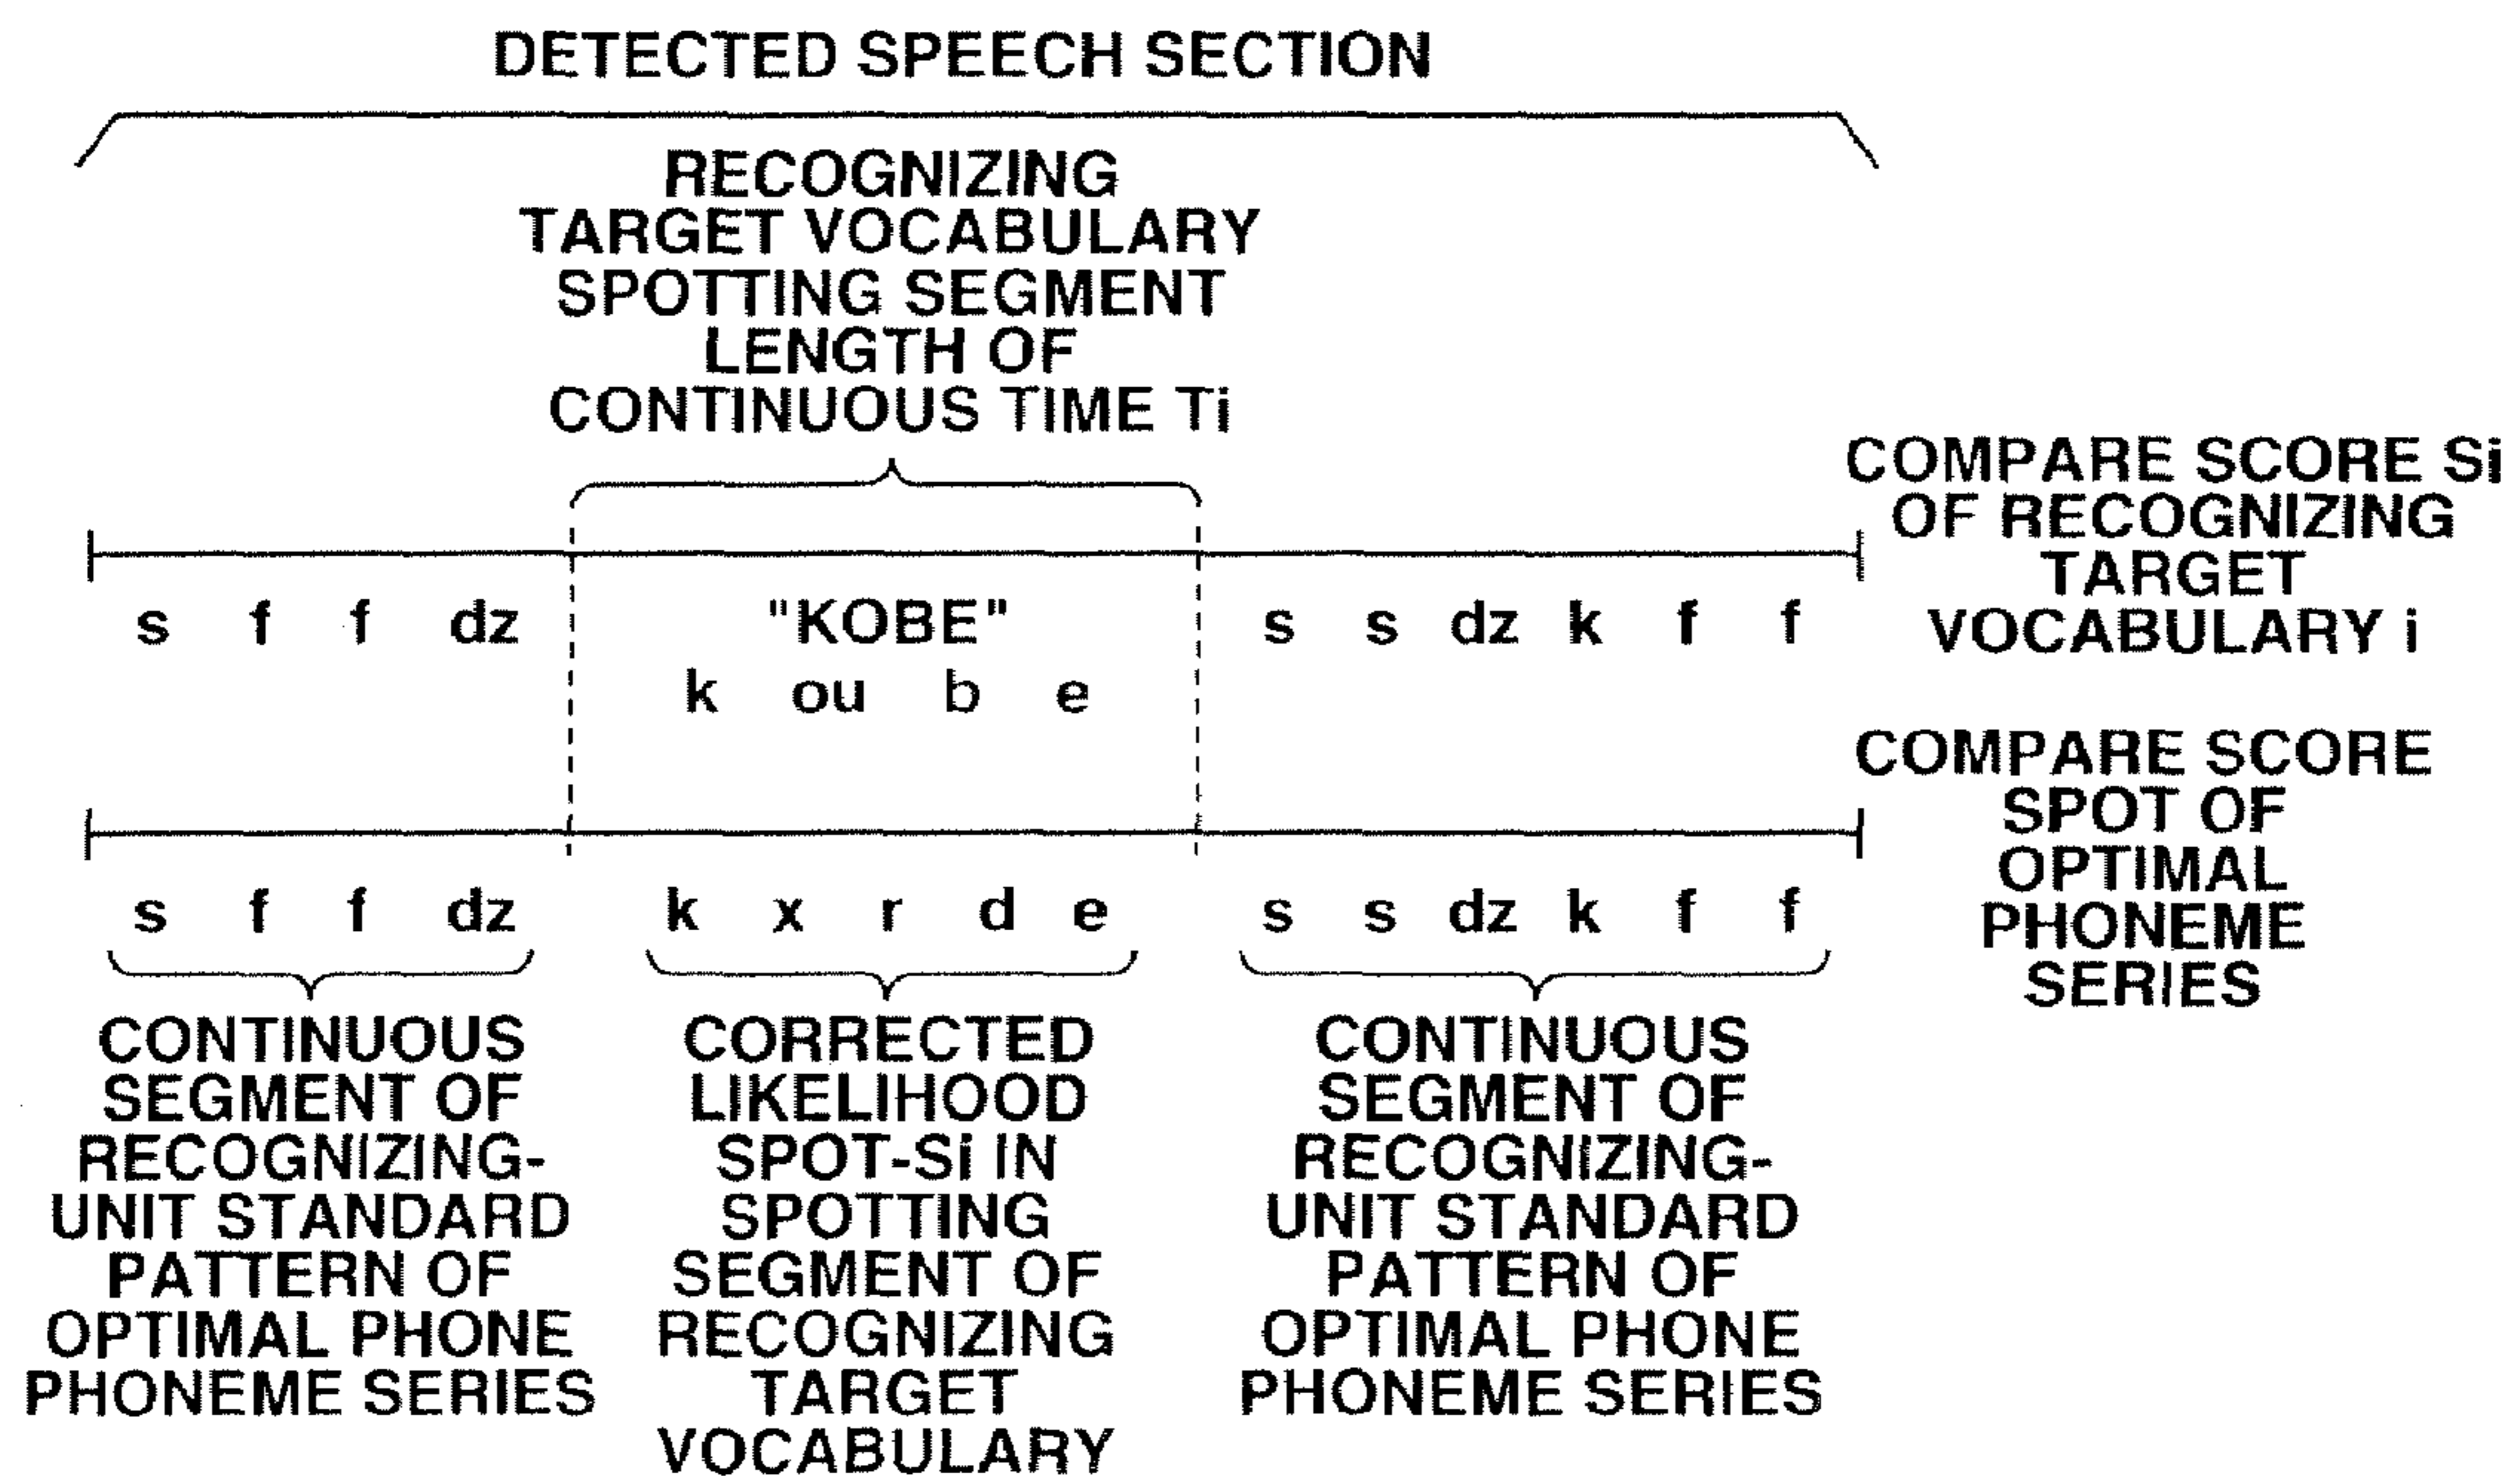 DETECTED SPEECH SECTION
RECOGNIZING
TARGET VOCABULARY
SPOTTING SEGMENT
LENGTH OF
CONTINUOUS TIME Ti
COMPARE SCORE Si
OF RECOGNIZING
TARGET
VOCABULARY i
s f f dz "KOBE" s s dz k f f
k ou b e
COMPARE SCORE
SPOT OF
OPTIMAL
PHONEME
SERIES
s f f dz k x r d e s s dz k f f
CONTINUOUS
SEGMENT OF
RECOGNIZING-
UNIT STANDARD
PATTERN OF
OPTIMAL PHONE
PHONEME SERIES
CORRECTED
LIKELIHOOD
SPOT-Si IN
SPOTTING
SEGMENT OF
RECOGNIZING
TARGET
VOCABULARY
CONTINUOUS
SEGMENT OF
RECOGNIZING-
UNIT STANDARD
PATTERN OF
OPTIMAL PHONE
PHONEME SERIES